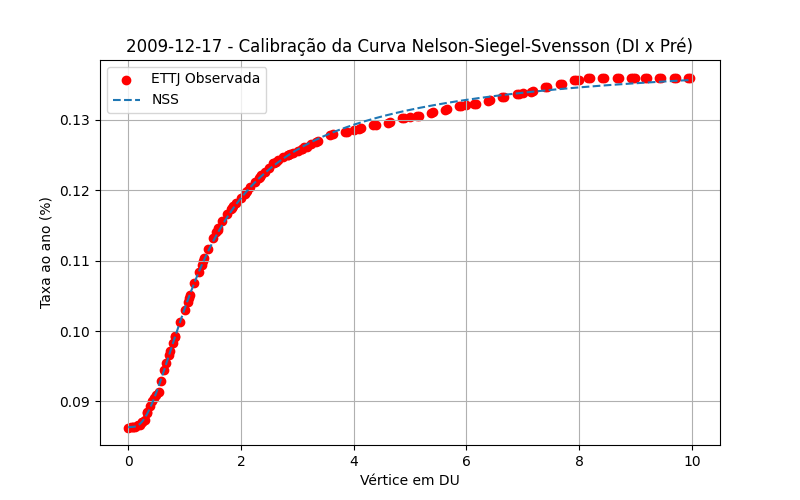 2009-12-17 - Calibração da Curva Nelson-Siegel-Svensson (DI x Pré)
ETTJ Observada
NSS
Taxa ao ano (%)
0.13
0.12
0.11
0.10
0.09
0 2 4 6 8 10
Vértice em DU